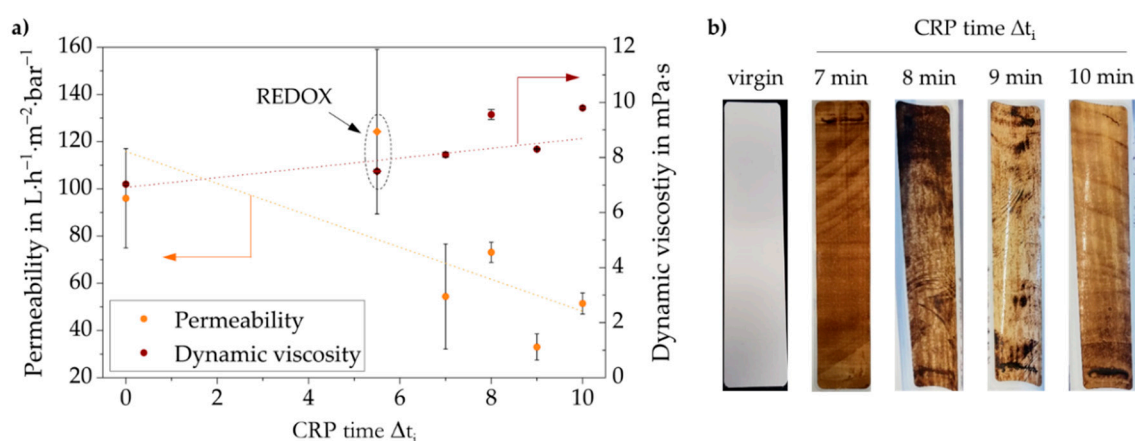 a)
Permeability in L·h⁻¹·m⁻²·bar⁻¹
160
140
120
100
80
60
40
20
REDOX
Permeability
Dynamic viscosity
0 2 4 6 8 10
CRP time Δtᵢ
12
10
8
6
4
2
0
Dynamic viscostiy in mPa·s
b)
CRP time Δtᵢ
virgin 7 min 8 min 9 min 10 min